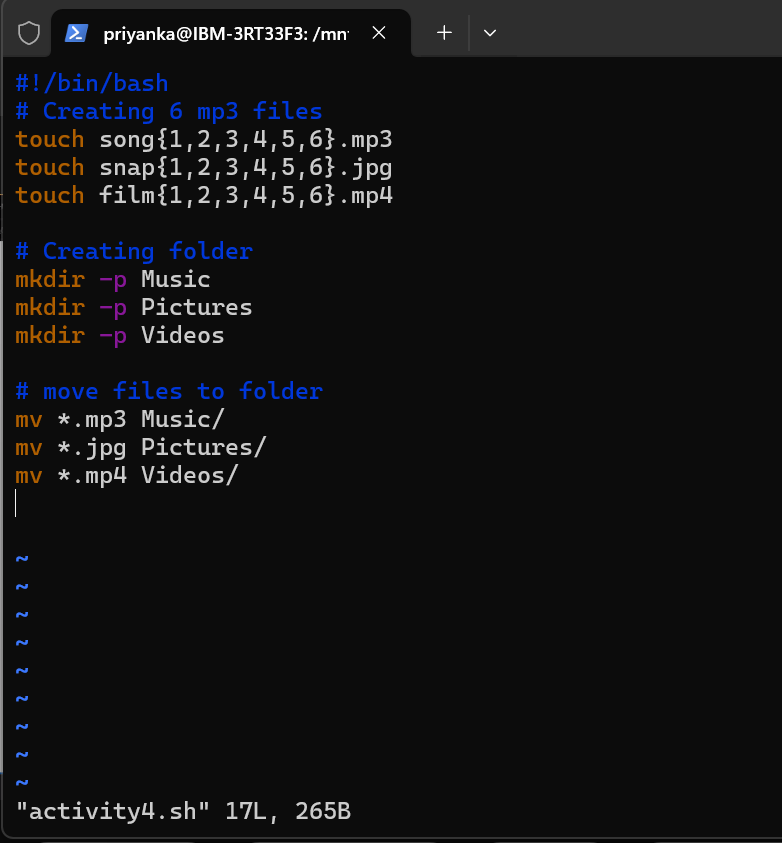 priyanka@IBM-3RT33F3: /mn
#!/bin/bash
# Creating 6 mp3 files
touch song{1,2,3,4,5,6}.mp3
touch snap{1,2,3,4,5,6}.jpg
touch film{1,2,3,4,5,6}.mp4
# Creating folder
mkdir -p Music
mkdir -p Pictures
mkdir -p Videos
# move files to folder
mv *.mp3 Music/
mv *.jpg Pictures/
mv *.mp4 Videos/
~
~
~
~
~
~
~
~
~
"activity4.sh" 17L, 265B